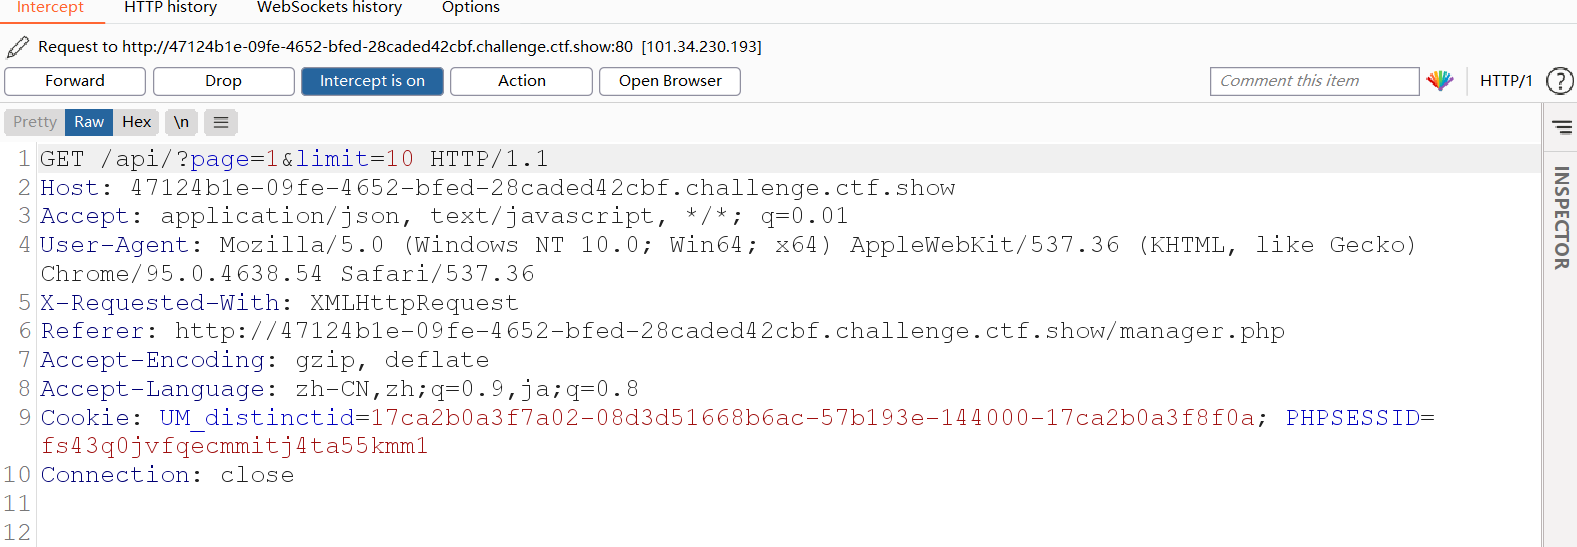 Intercept HTTP history WebSockets history Options
Request to http://47124b1e-09fe-4652-bfed-28caded42cbf.challenge.ctf.show:80 [101.34.230.193]
Forward Drop Intercept is on Action Open Browser Comment this item HTTP/1 ?
Pretty Raw Hex \n
1 GET /api/?page=1&limit=10 HTTP/1.1
2 Host: 47124b1e-09fe-4652-bfed-28caded42cbf.challenge.ctf.show
3 Accept: application/json, text/javascript, */*; q=0.01
4 User-Agent: Mozilla/5.0 (Windows NT 10.0; Win64; x64) AppleWebKit/537.36 (KHTML, like Gecko)
Chrome/95.0.4638.54 Safari/537.36
5 X-Requested-With: XMLHttpRequest
6 Referer: http://47124b1e-09fe-4652-bfed-28caded42cbf.challenge.ctf.show/manager.php
7 Accept-Encoding: gzip, deflate
8 Accept-Language: zh-CN,zh;q=0.9,ja;q=0.8
9 Cookie: UM_distinctid=17ca2b0a3f7a02-08d3d51668b6ac-57b193e-144000-17ca2b0a3f8f0a; PHPSESSID=
fs43q0jvfqecmmitj4ta55kmm1
10 Connection: close
11
12
INSPECTOR